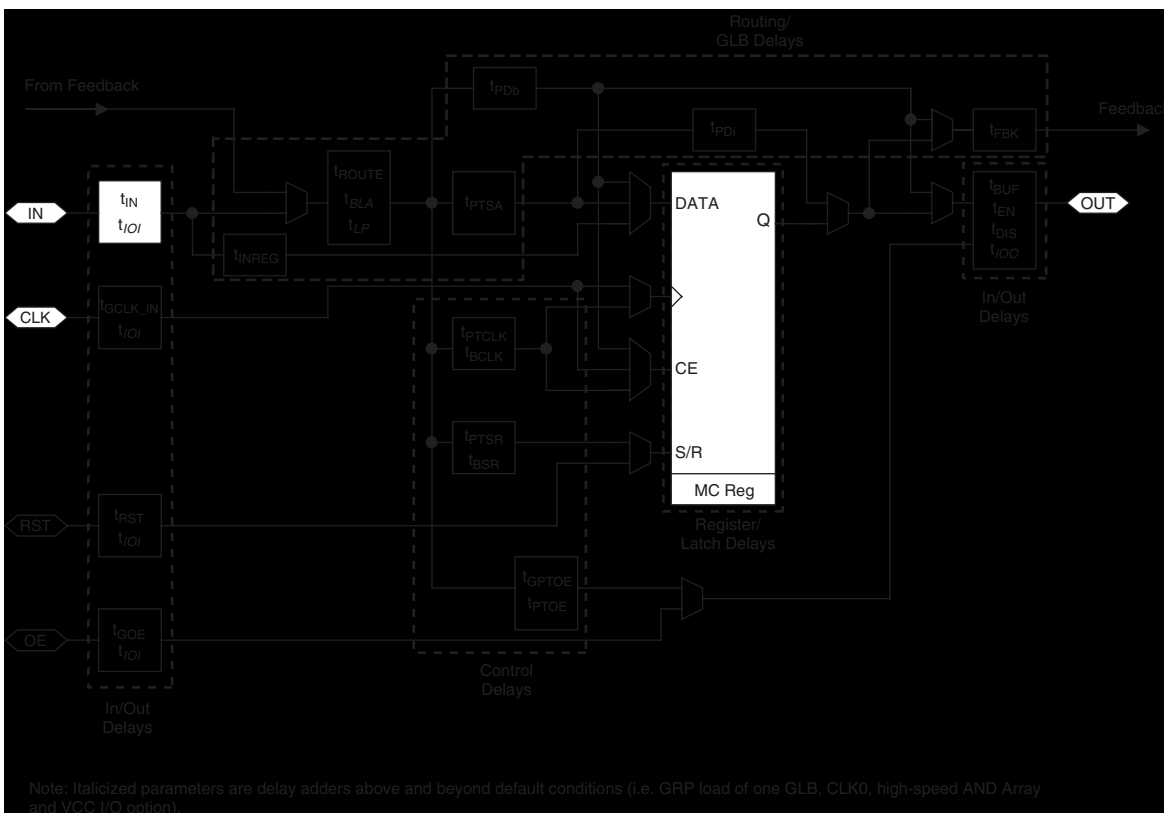 Routing/
GLB Delays
From Feedback
tPDb
Feedback
tPDi
tFBK
tROUTE
tBLA
tLP
tIN
tIOI
tPTSA
DATA
Q
tBUF
tEN
tDIS
tIOO
IN
OUT
tINREG
In/Out
Delays
CLK
tGCLK_IN
tIOI
tPTCLK
tBCLK
CE
tPTSR
tBSR
S/R
MC Reg
RST
tRST
tIOI
Register/
Latch Delays
tGPTOE
tPTOE
OE
tGOE
tIOI
Control
Delays
In/Out
Delays
Note: Italicized parameters are delay adders above and beyond default conditions (i.e. GRP load of one GLB, CLK0, high-speed AND Array
and VCC I/O option).